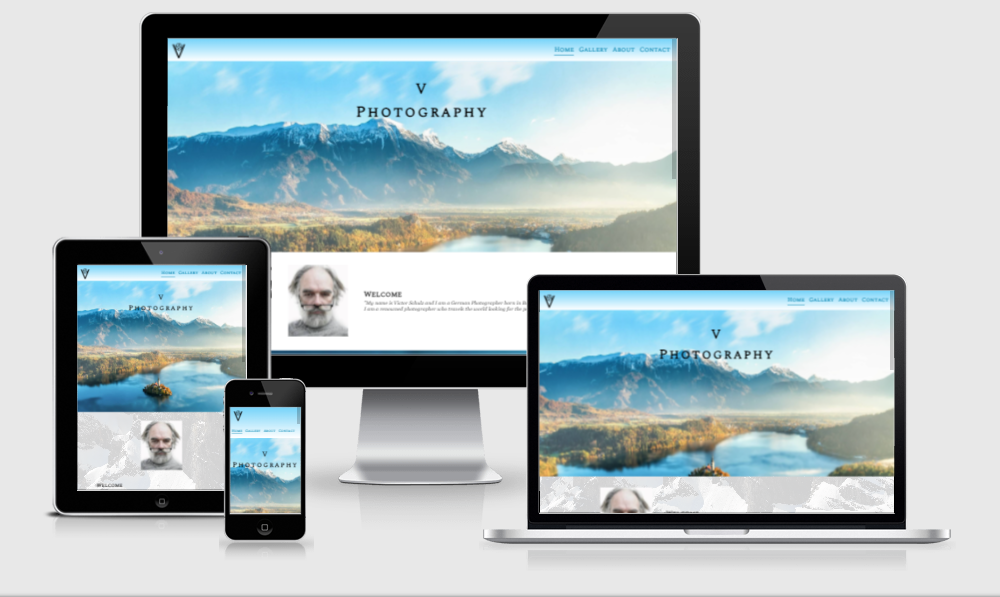 HOME GALLERY ABOUT CONTACT
V
PHOTOGRAPHY
WELCOME
"My name is Victor Schulz and I am a German Photographer born in
I am a renowned photographer who travels the world looking for the
HOME GALLERY ABOUT CONTACT
V
PHOTOGRAPHY
WELCOME
HOME GALLERY ABOUT CONTACT
V
PHOTOGRAPHY
HOME GALLERY ABOUT CONTACT
V
PHOTOGRAPHY